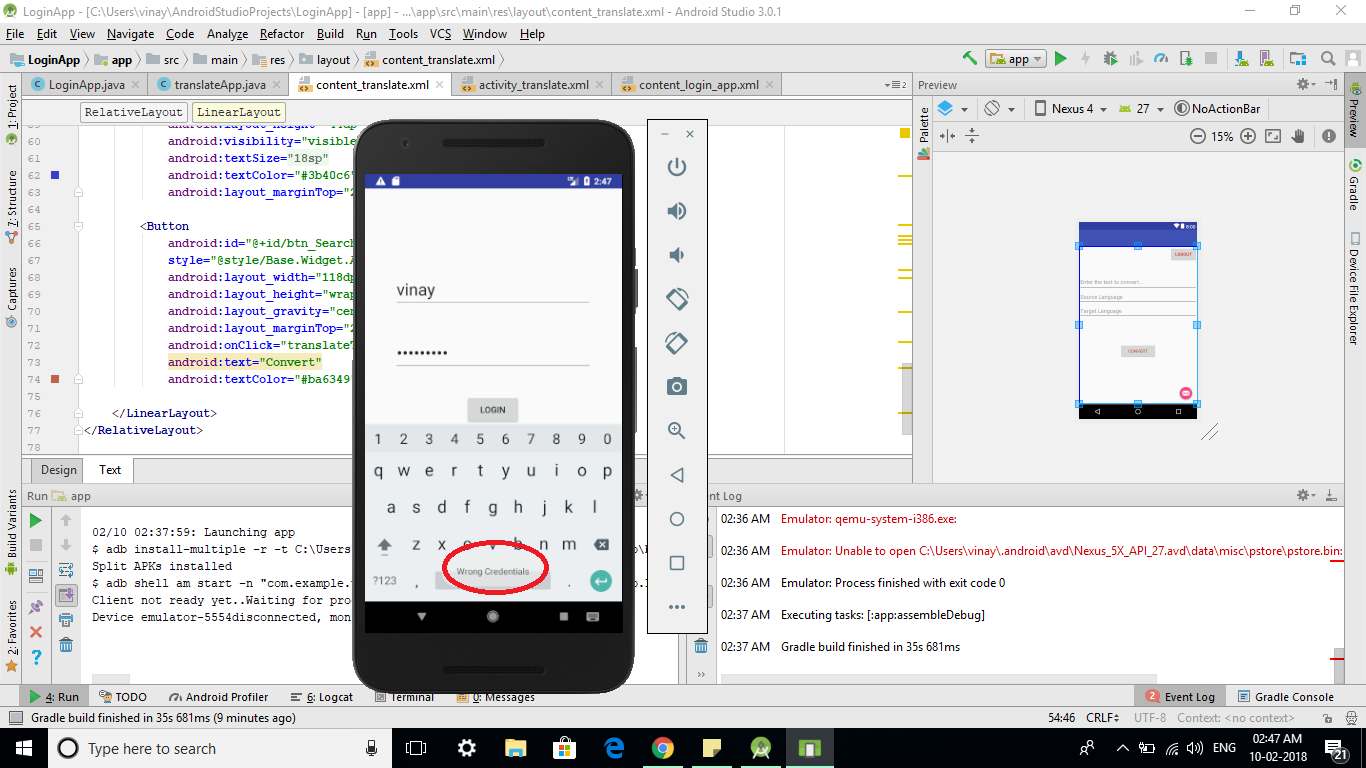 LoginApp - [C:\Users\vinay\AndroidStudioProjects\LoginApp] - [app] - ...\app\src\main\res\layout\content_translate.xml - Android Studio 3.0.1
File Edit View Navigate Code Analyze Refactor Build Run Tools VCS Window Help
LoginApp app src main res layout content_translate.xml app
LoginApp.java translateApp.java content_translate.xml activity_translate.xml content_login_app.xml
Preview
RelativeLayout LinearLayout
Nexus 4 27 NoActionBar
15%
1: Project
7: Structure
Captures
Build Variants
2: Favorites
Palette
Preview
Gradle
Device File Explorer
60 android:visibility="visible
61 android:textSize="18sp"
62 android:textColor="#3b40c6"
63 android:layout_marginTop="2
64
65 <Button
66 android:id="@+id/btn_Search
67 style="@style/Base.Widget.A
68 android:layout_width="118dp
69 android:layout_height="wrap
70 android:layout_gravity="cen
71 android:layout_marginTop="2
72 android:onClick="translateT
73 android:text="Convert"
74 android:textColor="#ba6349"
75
76 </LinearLayout>
77 </RelativeLayout>
78
Design Text
2:47
vinay
•••••••••
LOGIN
1 2 3 4 5 6 7 8 9 0
q w e r t y u i o p
a s d f g h j k l
z x c v b n m
?123 , .
Wrong Credentials
8:00
LOGOUT
Enter the text to convert...
Source Language
Target Language
CONVERT
Run app
02/10 02:37:59: Launching app
$ adb install-multiple -r -t C:\Users
Split APKs installed
$ adb shell am start -n "com.example.
Client not ready yet..Waiting for pro
Device emulator-5554disconnected, mon
ent Log
02:36 AM Emulator: qemu-system-i386.exe:
02:36 AM Emulator: Unable to open C:\Users\vinay\.android\avd\Nexus_5X_API_27.avd\data\misc\pstore\pstore.bin:
02:36 AM Emulator: Process finished with exit code 0
02:37 AM Executing tasks: [:app:assembleDebug]
02:37 AM Gradle build finished in 35s 681ms
4: Run TODO Android Profiler 6: Logcat Terminal 0: Messages 2 Event Log Gradle Console
Gradle build finished in 35s 681ms (9 minutes ago) 54:46 CRLF UTF-8 Context: <no context>
Type here to search
ENG
02:47 AM
10-02-2018
21